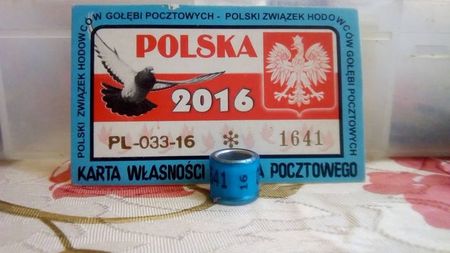 POLSKI ZWIĄZEK HODOWCÓW GOŁĘBI POCZTOWYCH - POLSKI ZWIĄZEK HODOWCÓW GOŁĘBI POCZTOWYCH
POLSKA
2016
PL-033-16 * 1641
KARTA WŁASNOŚCI POCZTOWEGO
41 16